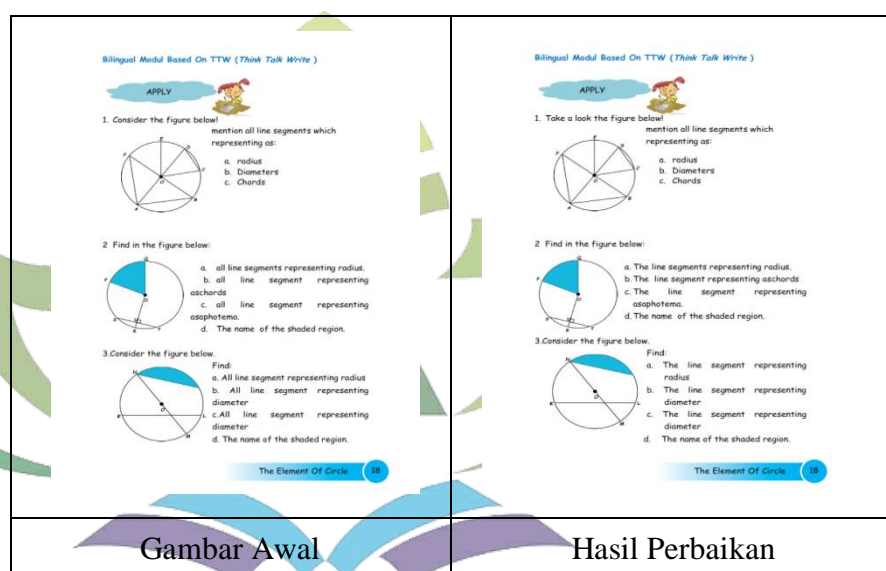 Bilingual Modul Based On TTW (Think Talk Write )
APPLY
1. Consider the figure below!
mention all line segments which
representing as:
a. radius
b. Diameters
c. Chords
E
D
F
C
O
B
A
2 Find in the figure below:
a. all line segments representing radius.
b. all line segment representing
aschords
c. all line segment representing
asaphotema.
d. The name of the shaded region.
Q
P
O
S
R
T
3.Consider the figure below.
Find:
a. All line segment representing radius
b. All line segment representing
diameter
c.All line segment representing
diameter
d. The name of the shaded region.
N
O
K
L
M
The Element Of Circle 18
Gambar Awal
Bilingual Modul Based On TTW (Think Talk Write )
APPLY
1. Take a look the figure below!
mention all line segments which
representing as:
a. radius
b. Diameters
c. Chords
E
D
F
C
O
B
A
2 Find in the figure below:
a. The line segments representing radius.
b. The line segment representing aschords
c. The line segment representing
asaphotema.
d. The name of the shaded region.
Q
P
O
S
R
T
3.Consider the figure below.
Find:
a. The line segment representing
radius
b. The line segment representing
diameter
c. The line segment representing
diameter
d. The name of the shaded region.
N
O
K
L
M
The Element Of Circle 18
Hasil Perbaikan